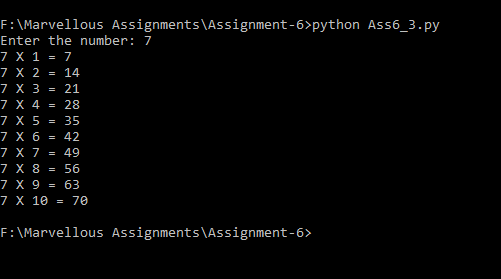 F:\Marvellous Assignments\Assignment-6>python Ass6_3.py
Enter the number: 7
7 X 1 = 7
7 X 2 = 14
7 X 3 = 21
7 X 4 = 28
7 X 5 = 35
7 X 6 = 42
7 X 7 = 49
7 X 8 = 56
7 X 9 = 63
7 X 10 = 70
F:\Marvellous Assignments\Assignment-6>